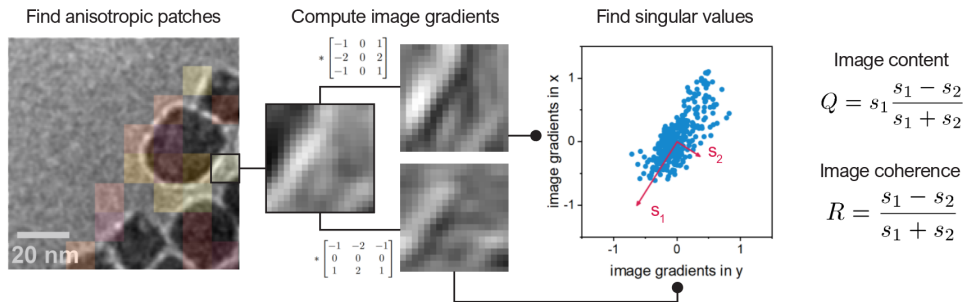 Find anisotropic patches
Compute image gradients
Find singular values
20 nm
* [ -1 0 1
-2 0 2
-1 0 1 ]
* [ -1 -2 -1
0 0 0
1 2 1 ]
image gradients in x
1
0
-1
-1
0
1
image gradients in y
s₁
s₂
Image content
Q = s₁ (s₁ − s₂) / (s₁ + s₂)
Image coherence
R = (s₁ − s₂) / (s₁ + s₂)